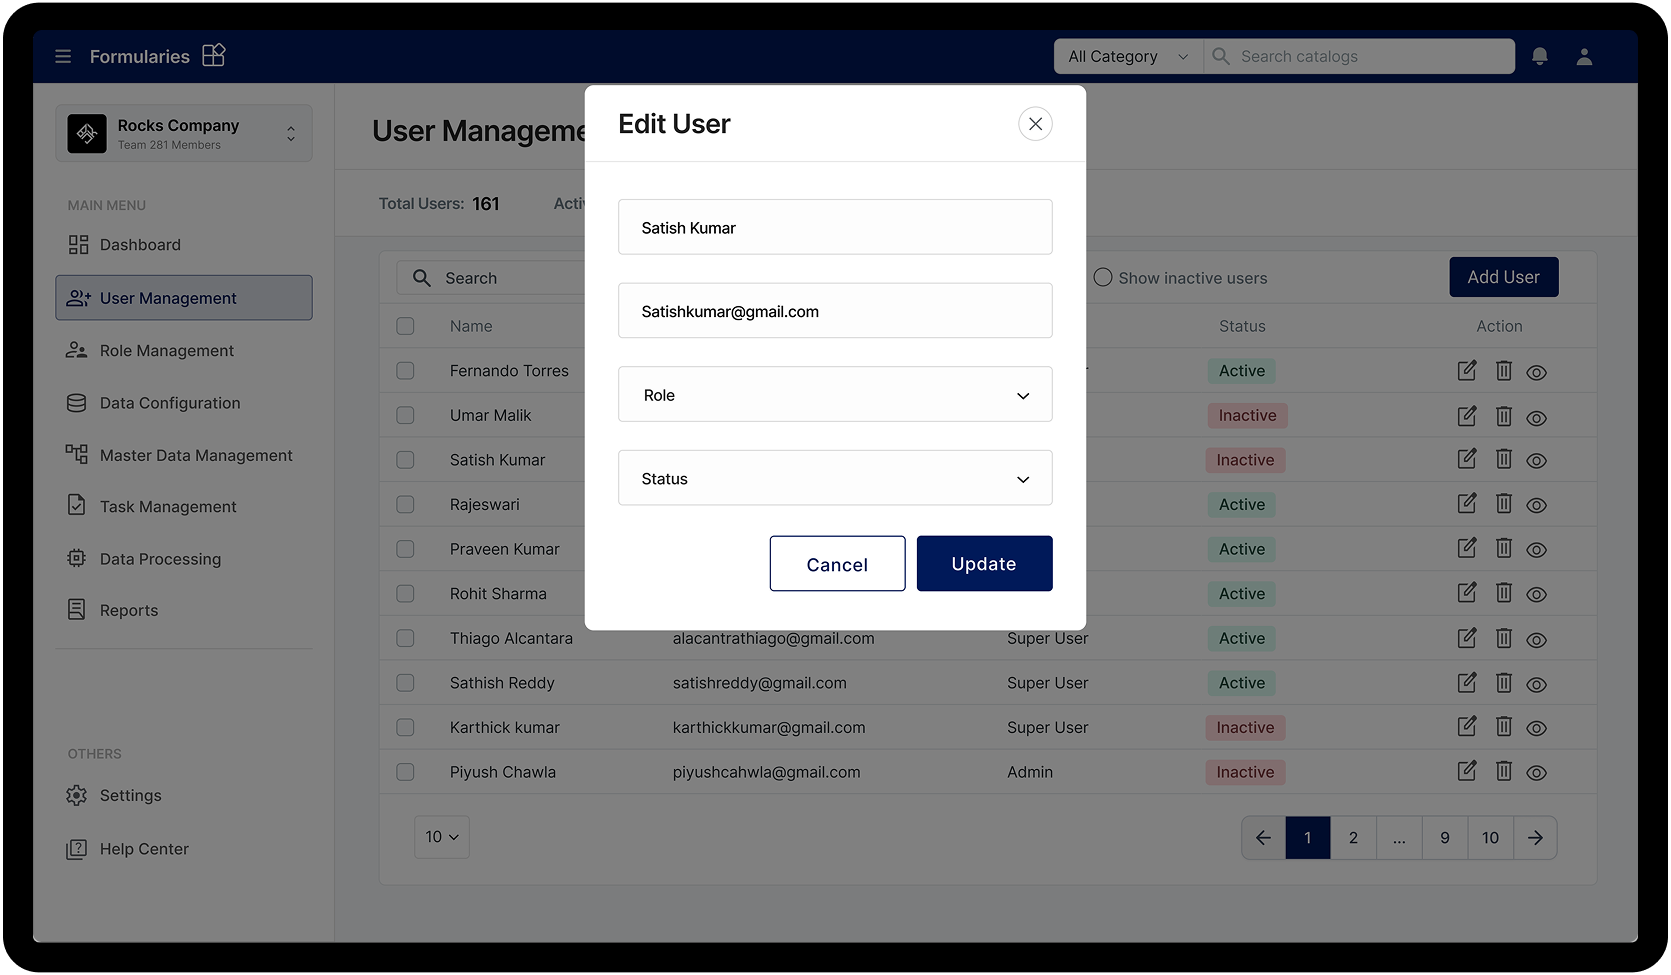 Formularies
All Category
Search catalogs
Rocks Company
Team 281 Members
MAIN MENU
Dashboard
User Management
Role Management
Data Configuration
Master Data Management
Task Management
Data Processing
Reports
OTHERS
Settings
Help Center
User Manageme
Total Users: 161
Activ
Search
Show inactive users
Add User
Name Status Action
Fernando Torres Active
Umar Malik Inactive
Satish Kumar Inactive
Rajeswari Active
Praveen Kumar Active
Rohit Sharma Active
Thiago Alcantara alacantrathiago@gmail.com Super User Active
Sathish Reddy satishreddy@gmail.com Super User Active
Karthick kumar karthickkumar@gmail.com Super User Inactive
Piyush Chawla piyushcahwla@gmail.com Admin Inactive
10
1 2 ... 9 10
Edit User
Satish Kumar
Satishkumar@gmail.com
Role
Status
Cancel
Update